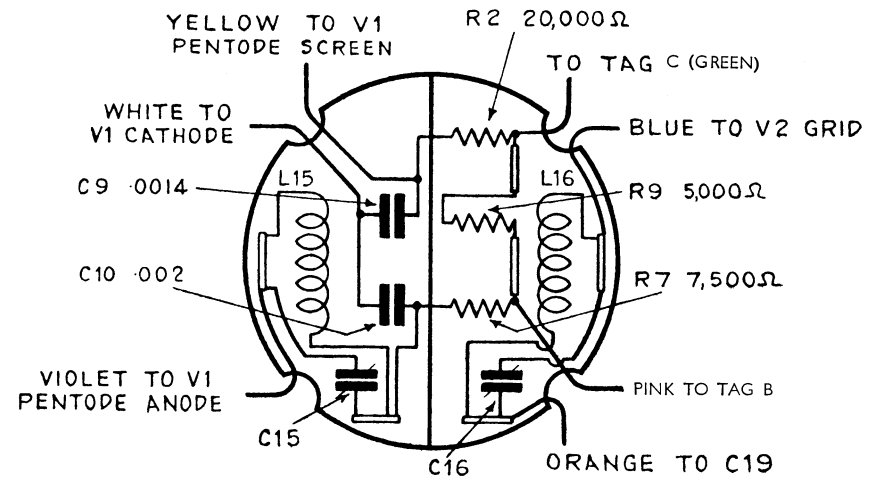 YELLOW TO V1
PENTODE SCREEN
R2 20,000Ω
TO TAG C (GREEN)
WHITE TO
V1 CATHODE
BLUE TO V2 GRID
L15
L16
C9 .0014
R9 5,000Ω
C10 .002
R7 7,500Ω
VIOLET TO V1
PENTODE ANODE
PINK TO TAG B
C15
C16
ORANGE TO C19